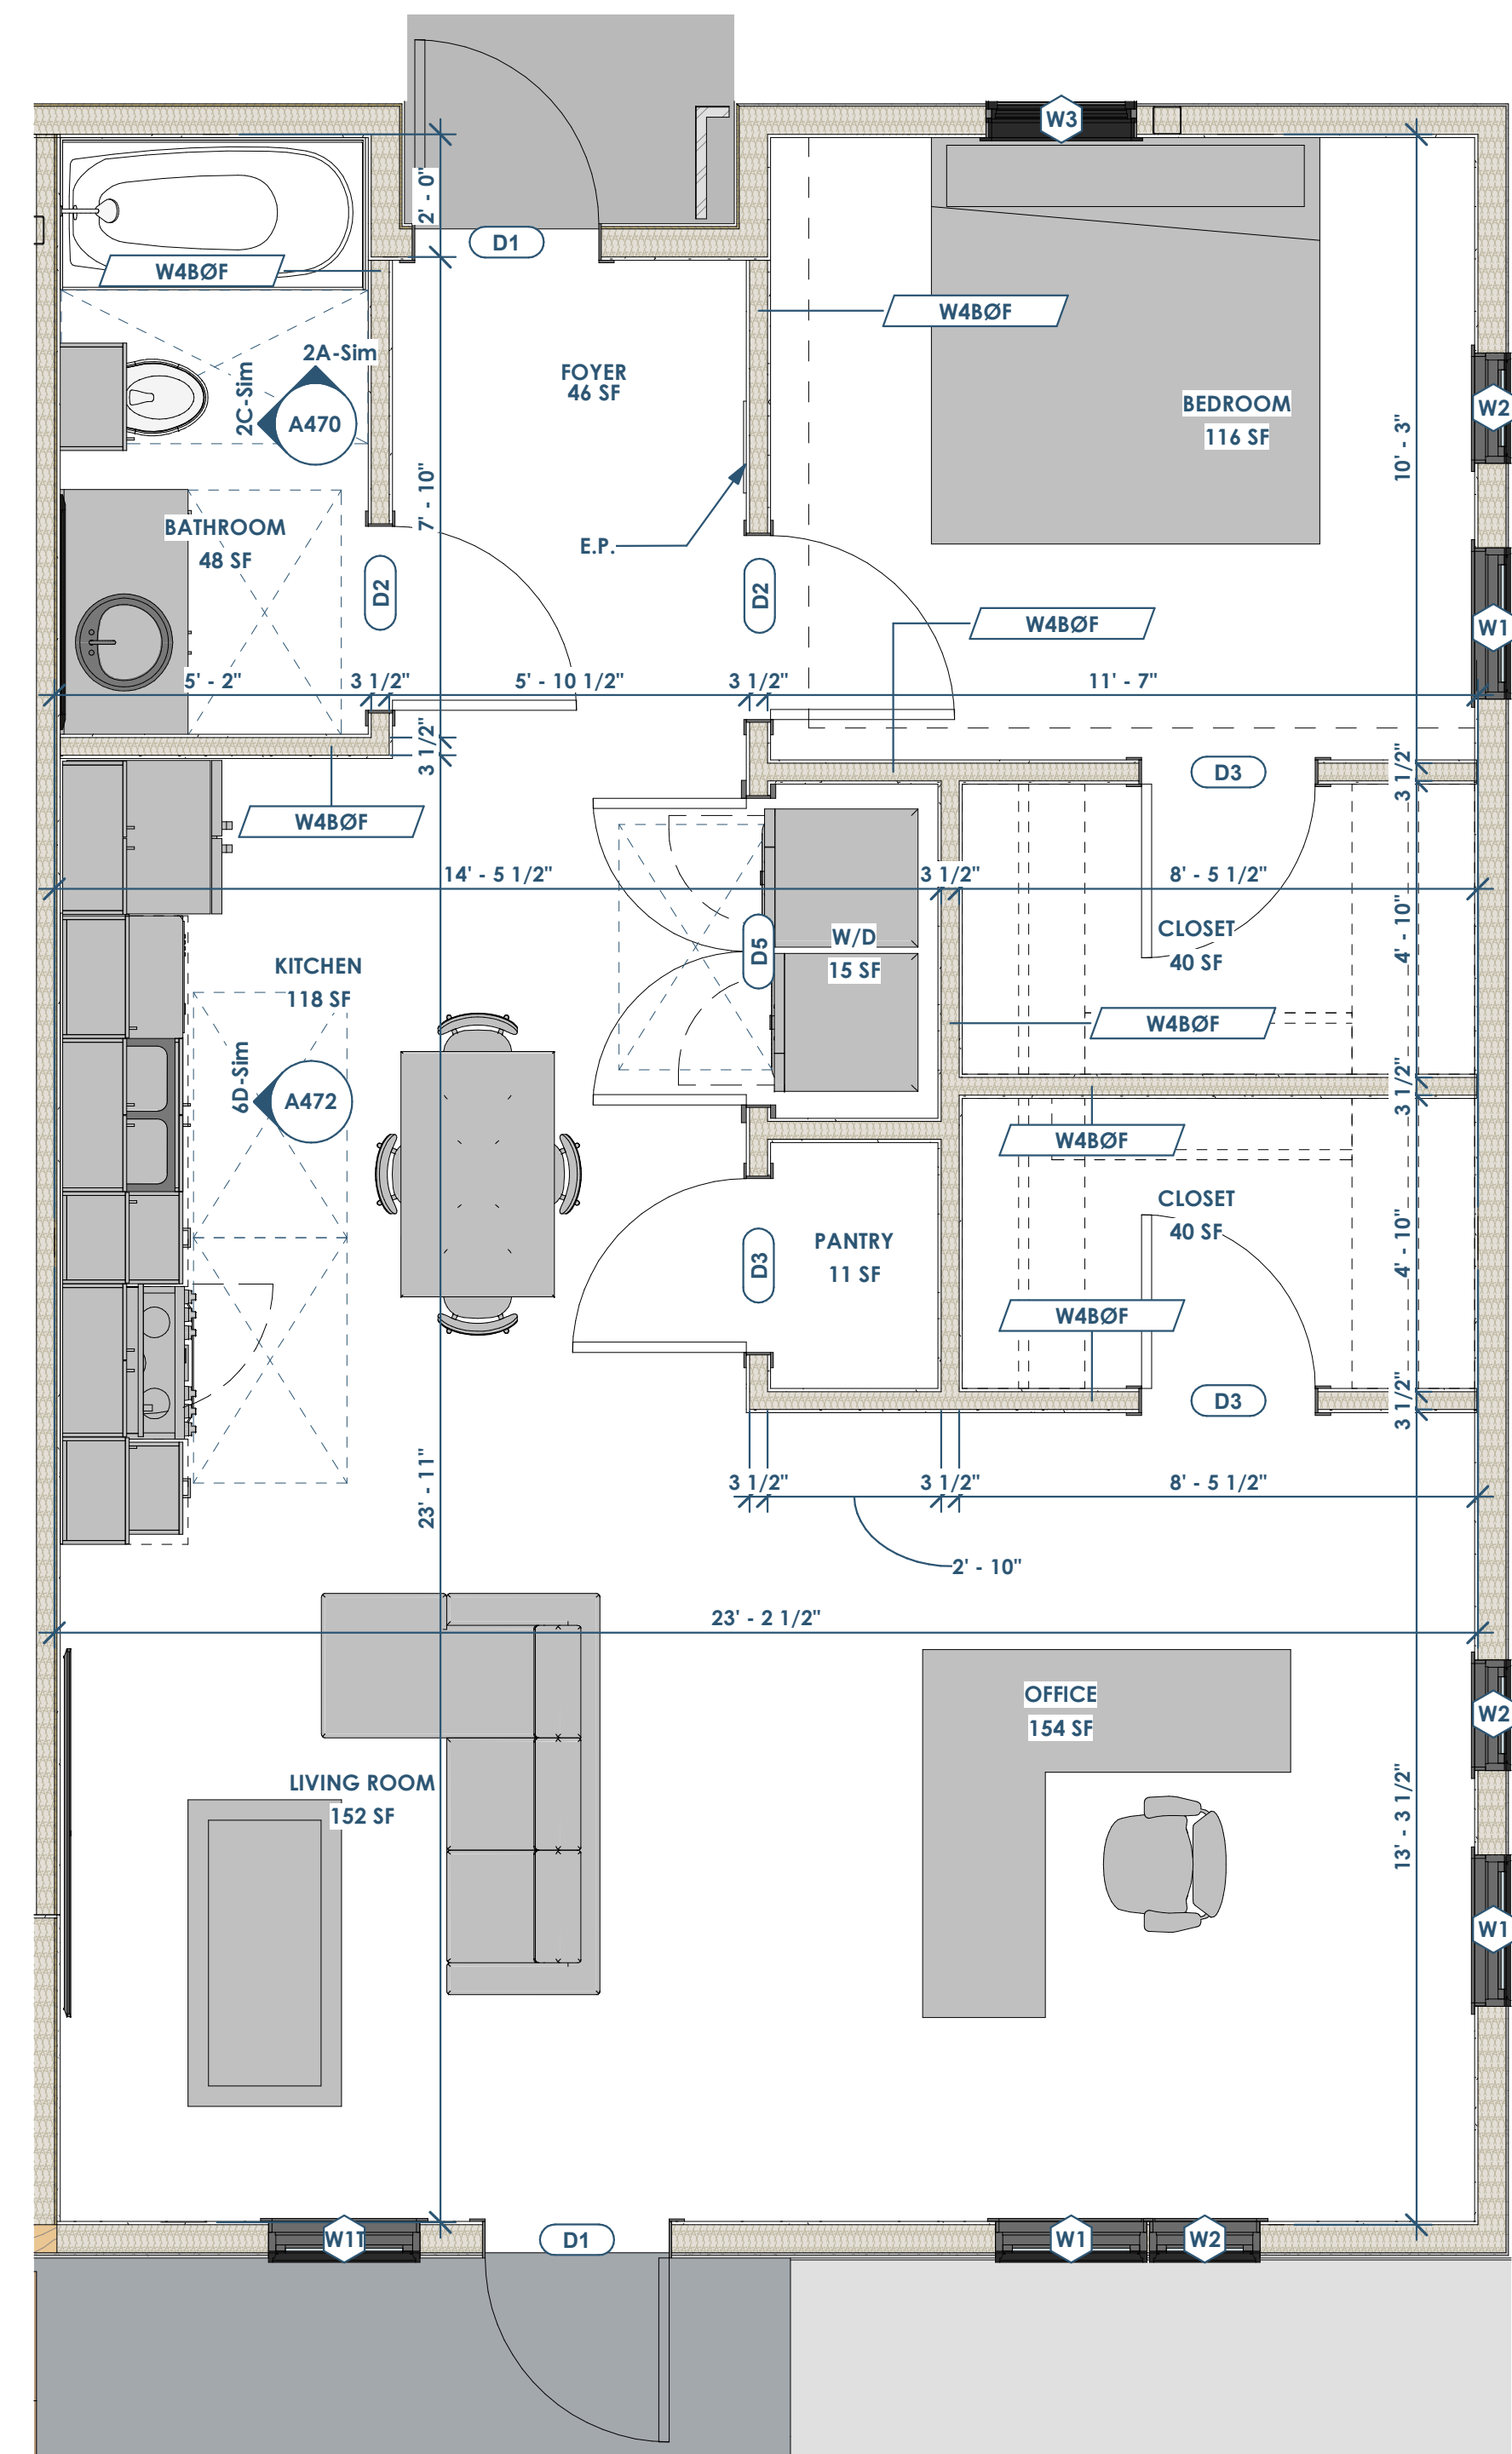 W3
2' - 0"
D1
W4BØF
W4BØF
2A-Sim
2C-Sim
A470
FOYER
46 SF
BEDROOM
116 SF
W2
10' - 3"
7' - 10"
BATHROOM
48 SF
E.P.
D2
D2
W4BØF
W1
5' - 2"
3 1/2"
5' - 10 1/2"
3 1/2"
11' - 7"
3 1/2"
D3
3 1/2"
W4BØF
14' - 5 1/2"
3 1/2"
8' - 5 1/2"
D5
W/D
15 SF
CLOSET
40 SF
4' - 10"
KITCHEN
118 SF
W4BØF
6D-Sim
A472
3 1/2"
W4BØF
CLOSET
40 SF
PANTRY
11 SF
D3
4' - 10"
W4BØF
D3
3 1/2"
23' - 11"
3 1/2"
3 1/2"
8' - 5 1/2"
2' - 10"
23' - 2 1/2"
OFFICE
154 SF
W2
LIVING ROOM
152 SF
13' - 3 1/2"
W1
W1T
D1
W1
W2